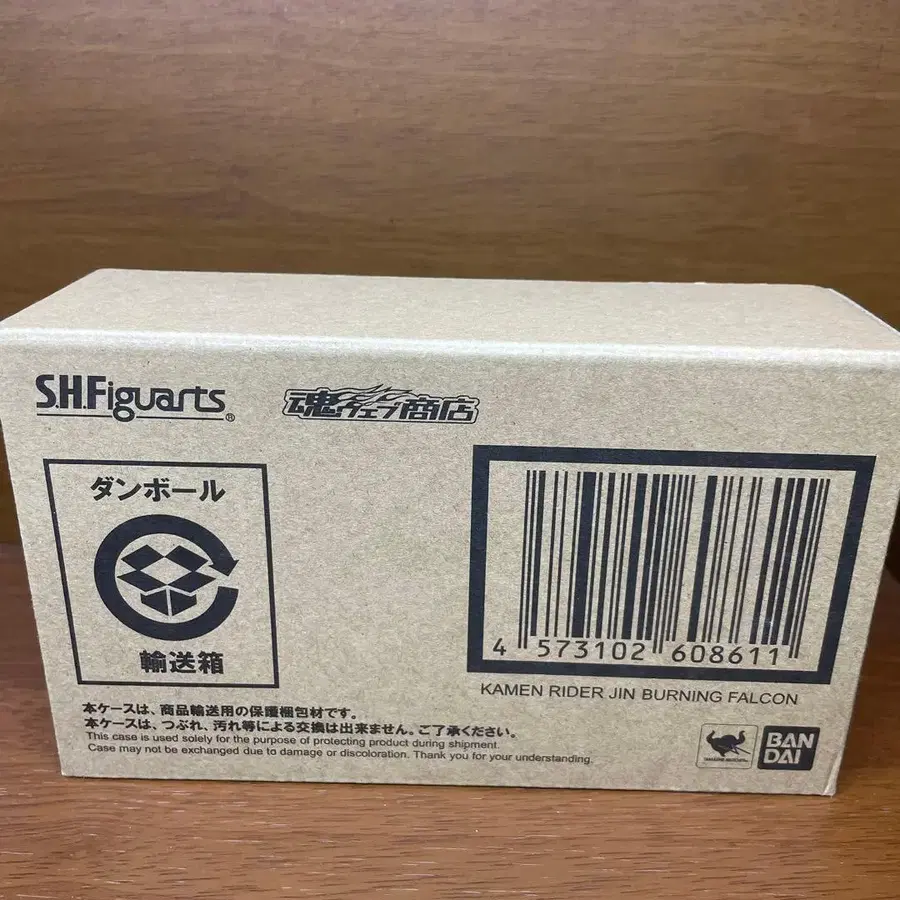 S.H.Figuarts®
魂ウェブ商店
ダンボール
輸送箱
4 573102 608611
KAMEN RIDER JIN BURNING FALCON
本ケースは、商品輸送用の保護梱包材です。
本ケースは、つぶれ、汚れ等による交換は出来ません。ご了承ください。
This case is used solely for the purpose of protecting product during shipment.
Case may not be exchanged due to damage or discoloration. Thank you for your understanding.
BAN
DAI